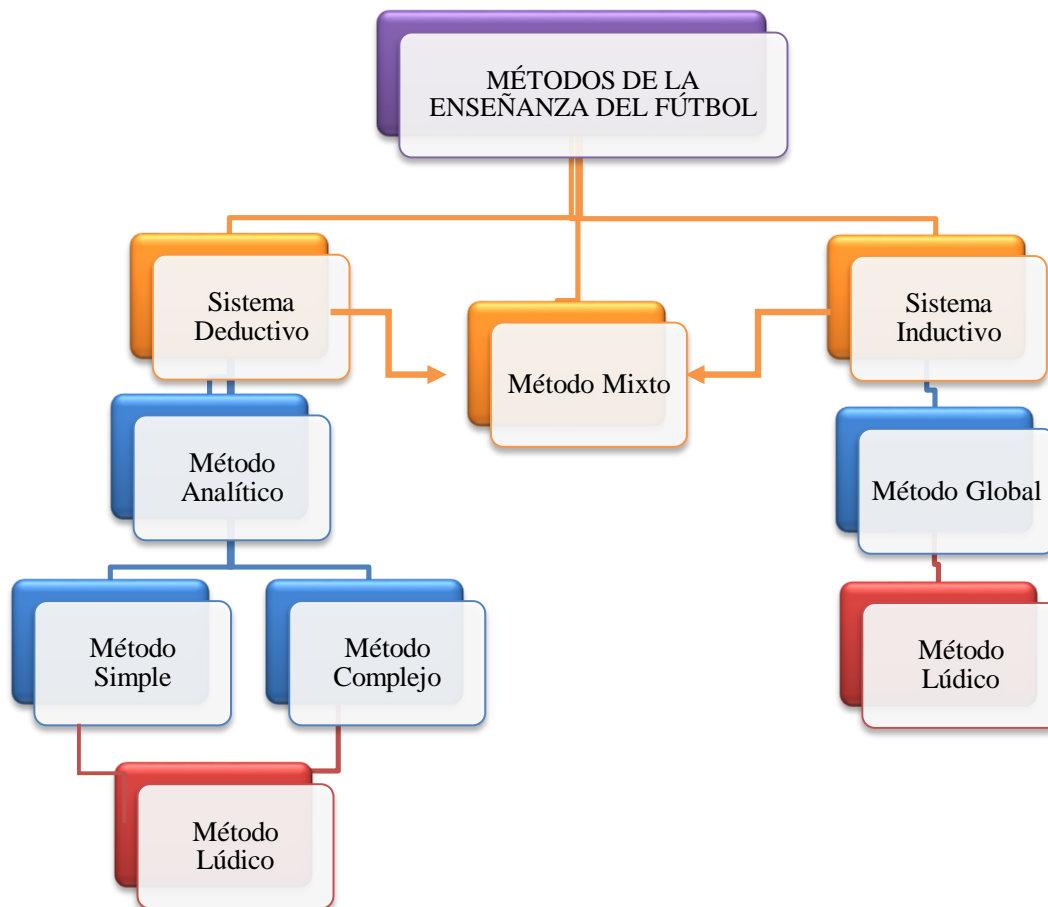 MÉTODOS DE LA
ENSEÑANZA DEL FÚTBOL
Sistema
Deductivo
Método Mixto
Sistema
Inductivo
Método
Analítico
Método Global
Método
Simple
Método
Complejo
Método
Lúdico
Método
Lúdico